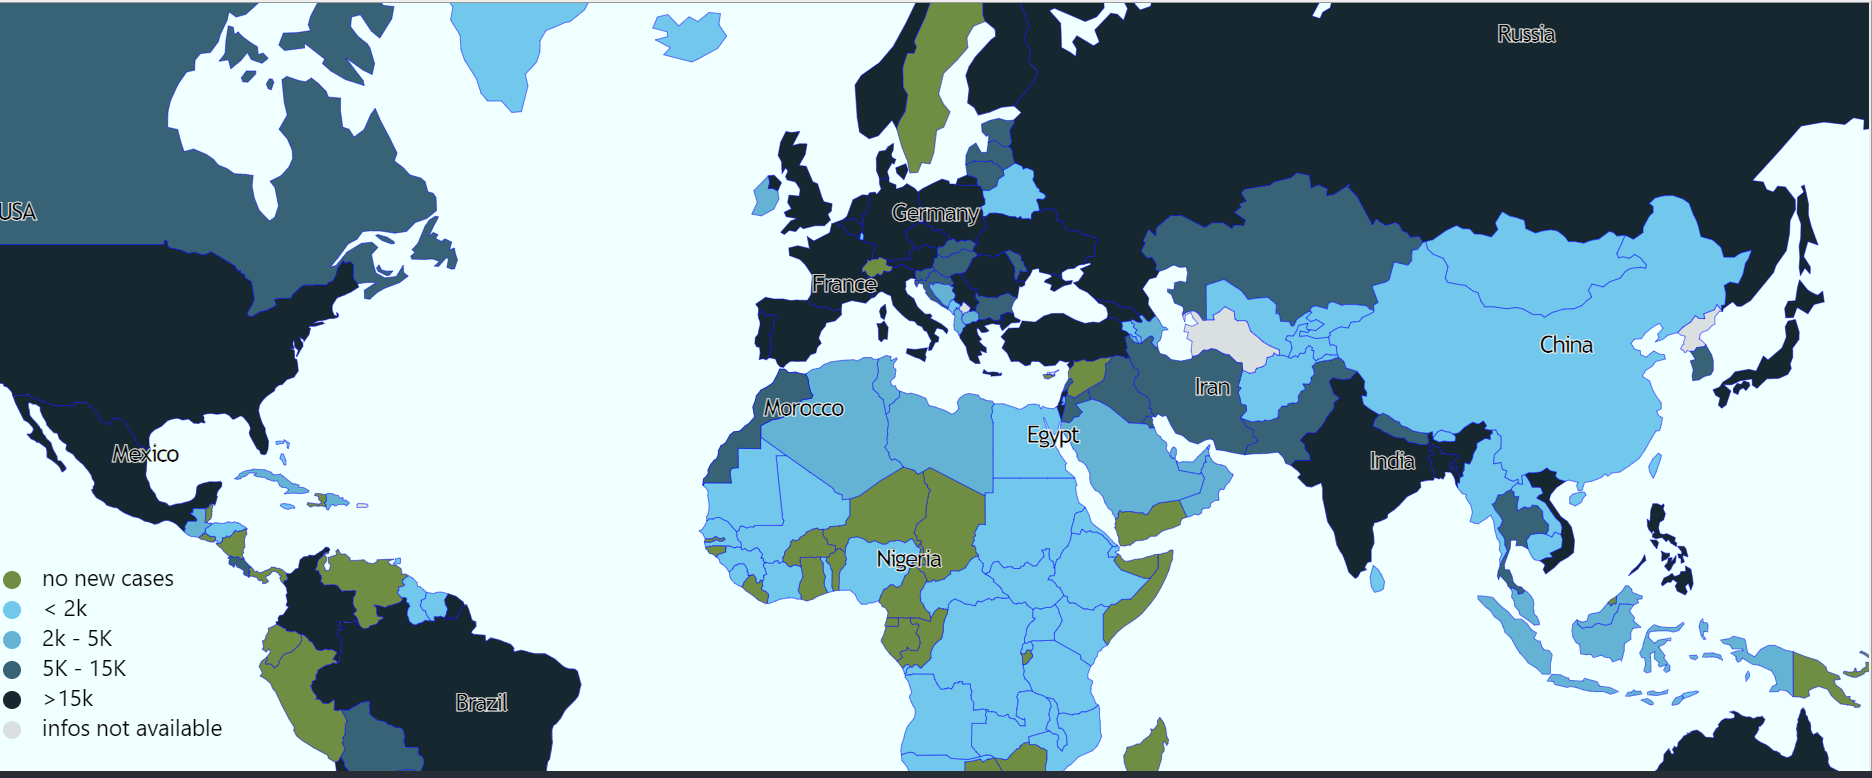 Russia
USA
Germany
France
China
Iran
Morocco
Egypt
Mexico
India
Nigeria
Brazil
no new cases
< 2k
2k - 5K
5K - 15K
>15k
infos not available